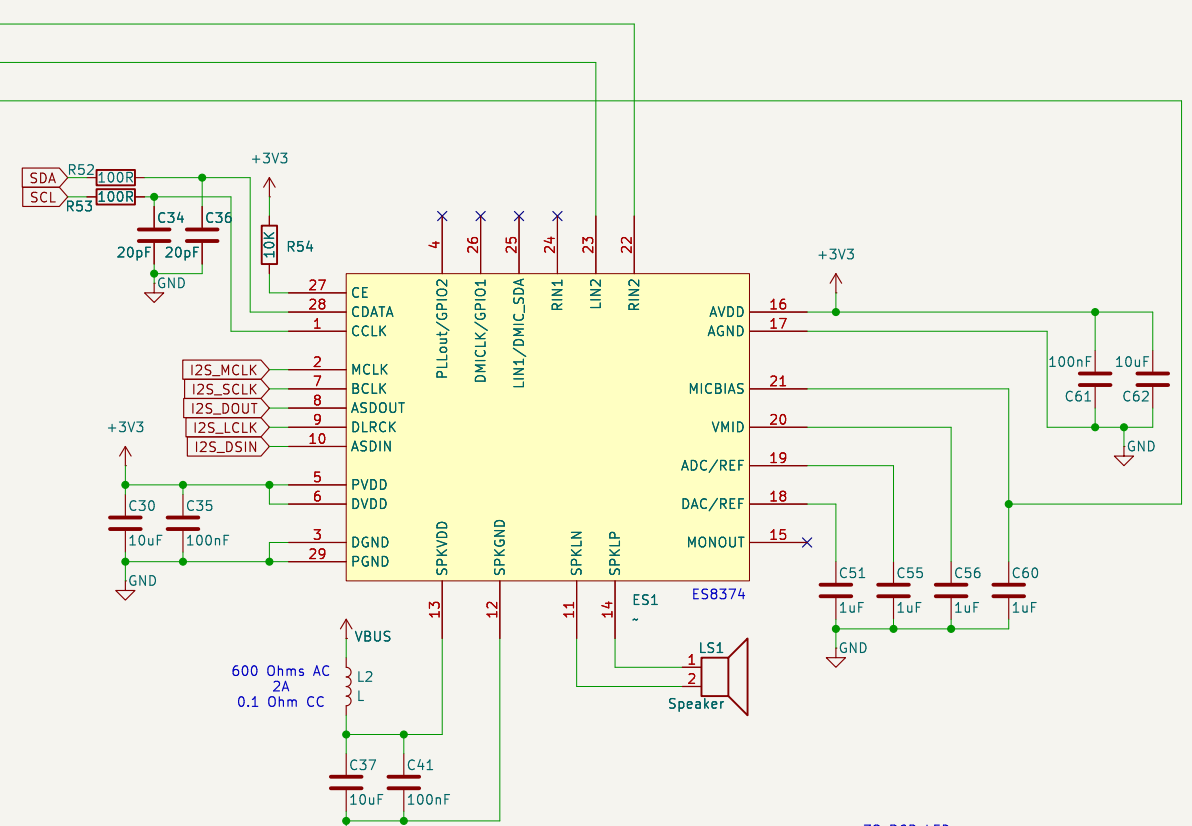 +3V3
SDA
R52
100R
SCL
R53
100R
C34
C36
20pF
20pF
GND
10K
R54
4
26
25
24
23
22
+3V3
27
CE
28
CDATA
1
CCLK
PLLout/GPIO2
DMICLK/GPIO1
LIN1/DMIC_SDA
RIN1
LIN2
RIN2
AVDD
16
AGND
17
I2S_MCLK
2
MCLK
I2S_SCLK
7
BCLK
I2S_DOUT
8
ASDOUT
I2S_LCLK
9
DLRCK
I2S_DSIN
10
ASDIN
MICBIAS
21
VMID
20
ADC/REF
19
DAC/REF
18
MONOUT
15
100nF
10uF
C61
C62
GND
+3V3
5
PVDD
6
DVDD
C30
C35
10uF
100nF
3
DGND
29
PGND
GND
SPKVDD
SPKGND
SPKLN
SPKLP
13
12
11
14
ES1
~
ES8374
C51
C55
C56
C60
1uF
1uF
1uF
1uF
GND
VBUS
600 Ohms AC
2A
0.1 Ohm CC
L2
L
LS1
1
2
Speaker
C37
C41
10uF
100nF